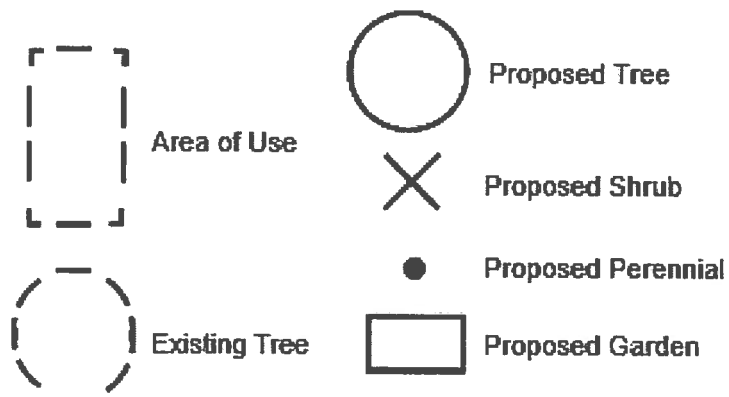 Area of Use
Existing Tree
Proposed Tree
Proposed Shrub
Proposed Perennial
Proposed Garden